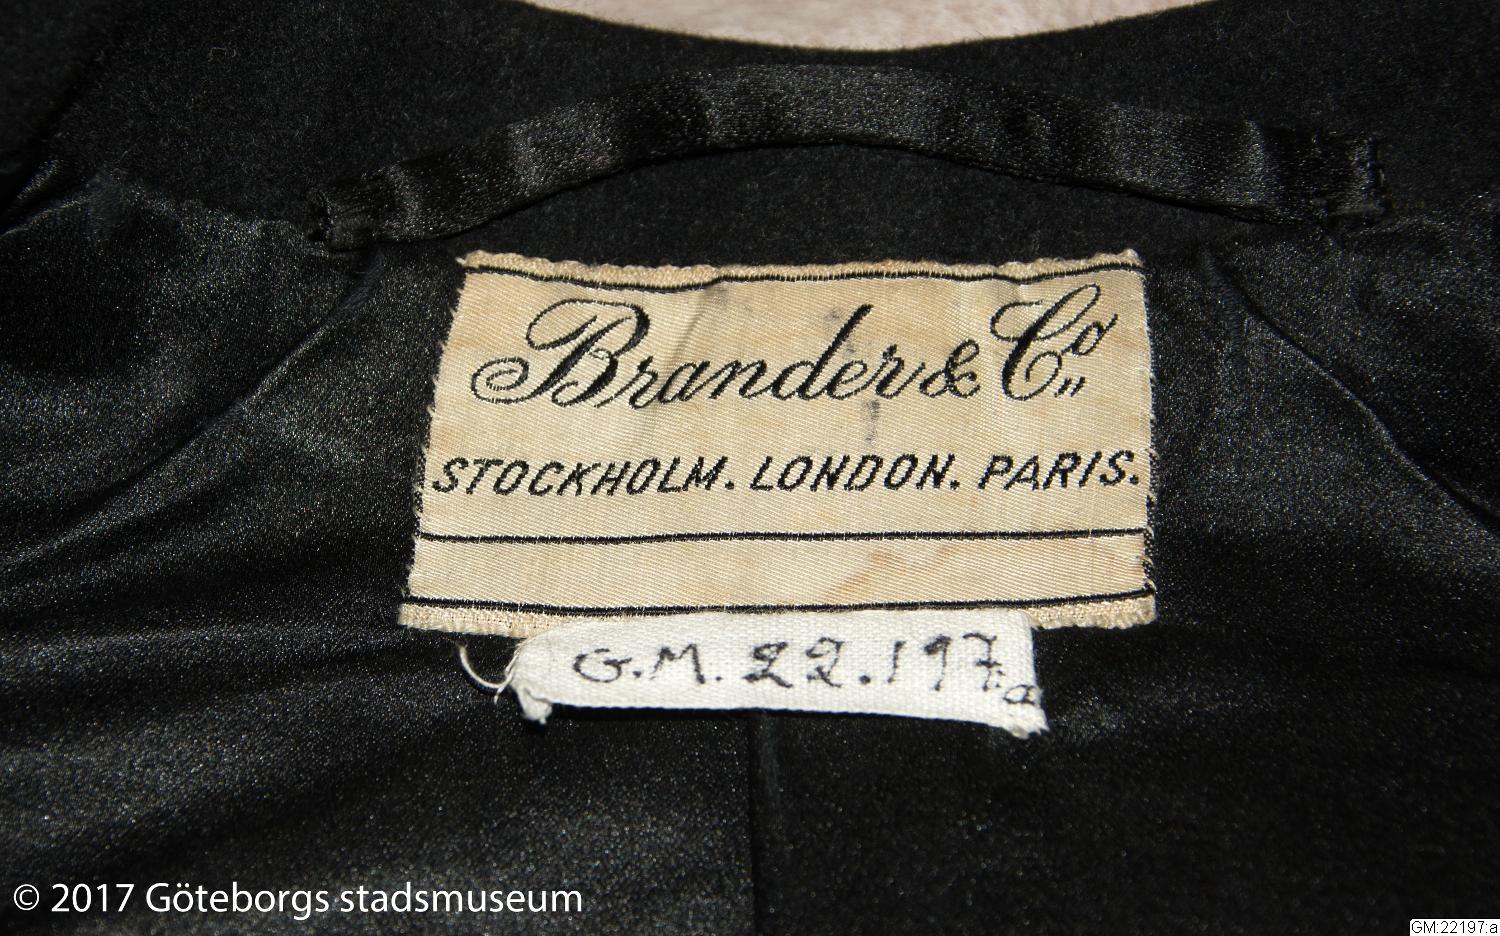 Brander & Co
STOCKHOLM. LONDON. PARIS.
G.M. 22.197:a
© 2017 Göteborgs stadsmuseum
GM:22197:a